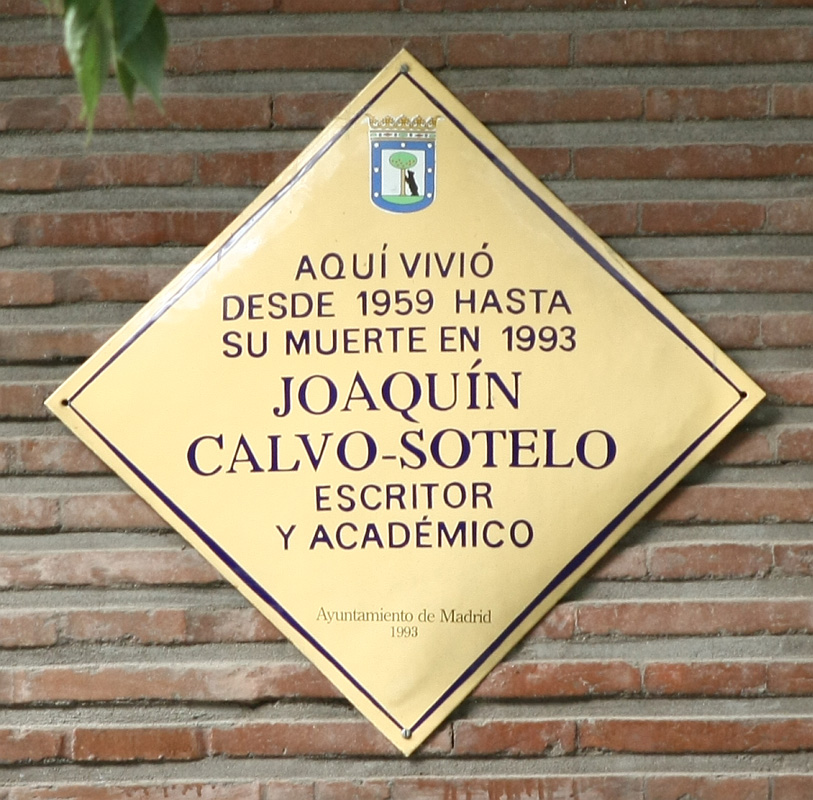 AQUÍ VIVIÓ
DESDE 1959 HASTA
SU MUERTE EN 1993
JOAQUÍN
CALVO-SOTELO
ESCRITOR
Y ACADÉMICO
Ayuntamiento de Madrid
1993